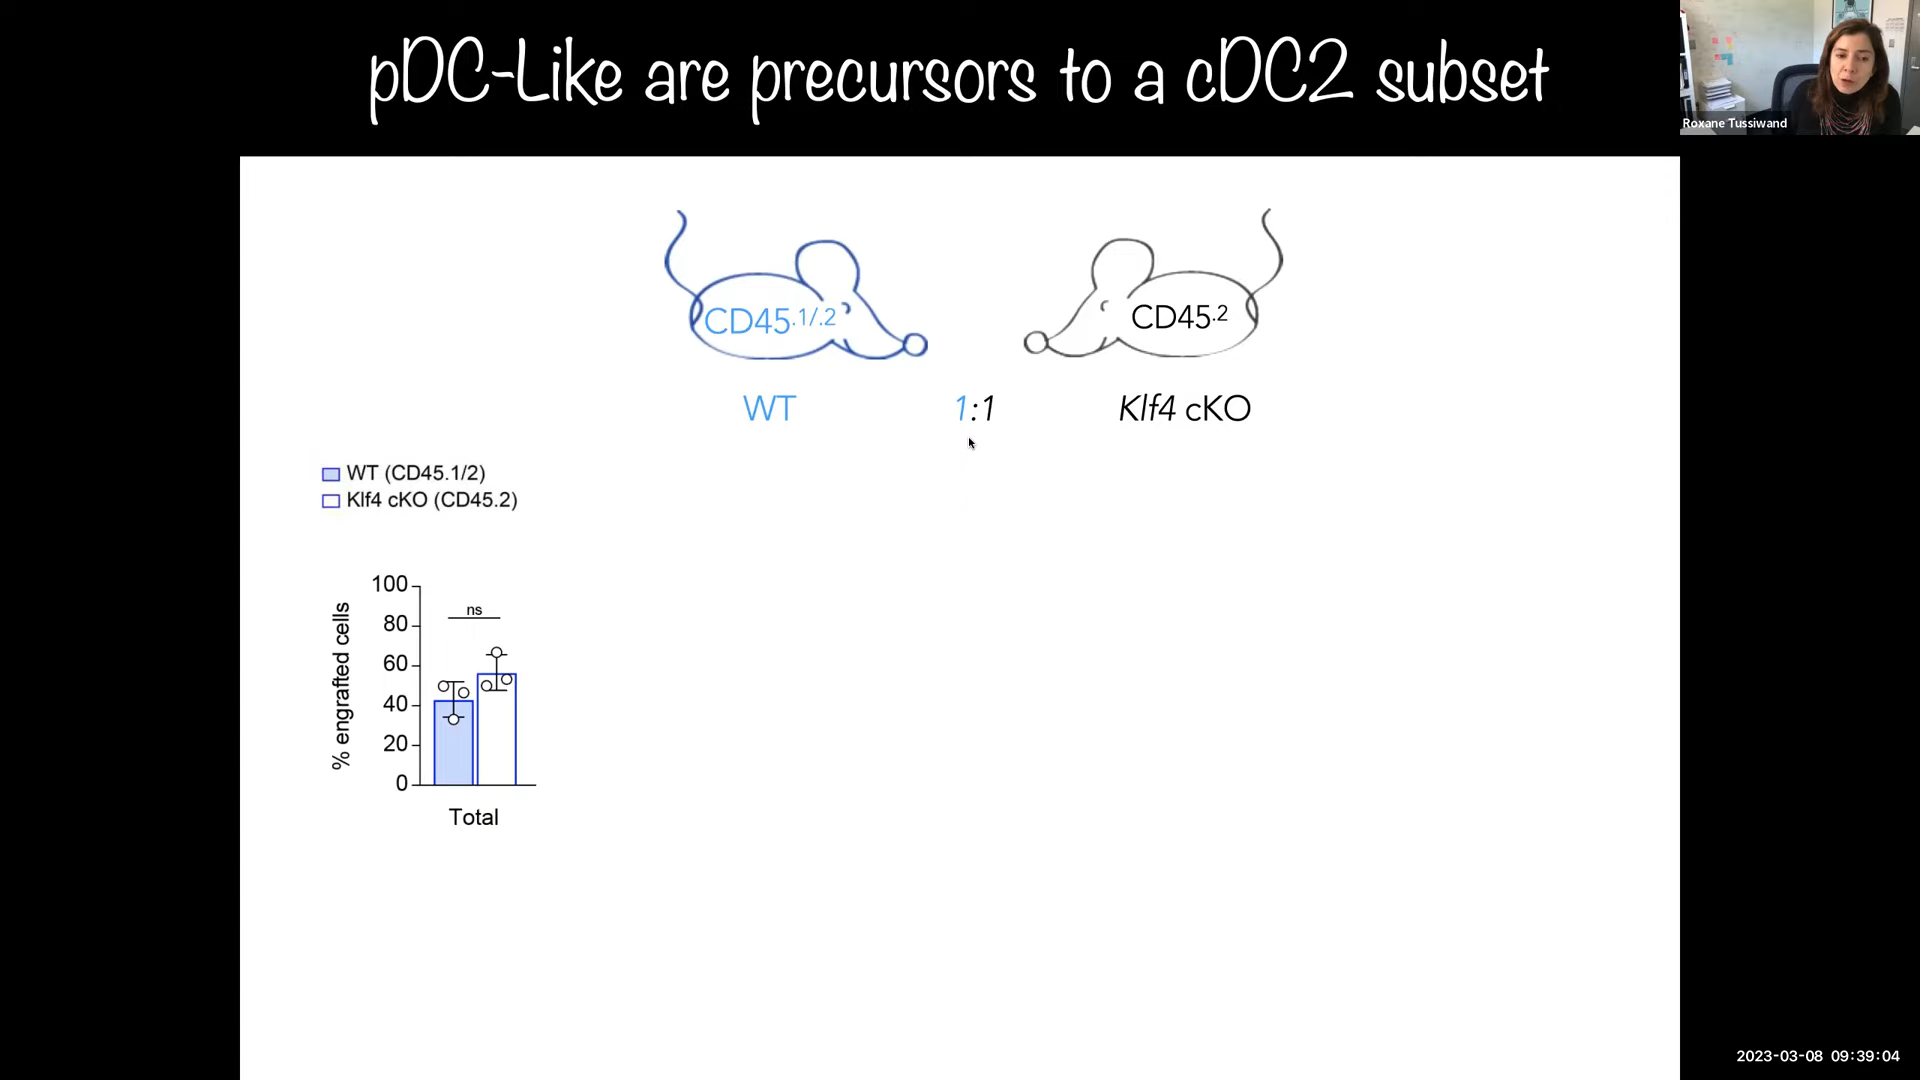 pDC-Like are precursors to a cDC2 subset
Roxane Tussiwand
CD45.1/.2
CD45.2
WT
1:1
Klf4 cKO
WT (CD45.1/2)
Klf4 cKO (CD45.2)
% engrafted cells
100
80
60
40
20
0
ns
Total
2023-03-08 09:39:04